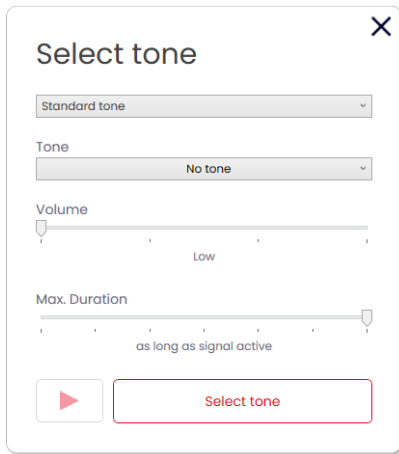 Select tone
Standard tone
Tone
No tone
Volume
Low
Max. Duration
as long as signal active
Select tone